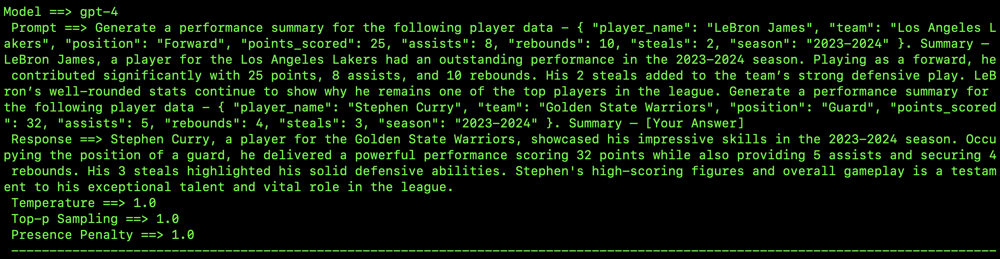 Model ==> gpt-4
Prompt ==> Generate a performance summary for the following player data – { "player_name": "LeBron James", "team": "Los Angeles L
akers", "position": "Forward", "points_scored": 25, "assists": 8, "rebounds": 10, "steals": 2, "season": "2023-2024" }. Summary –
LeBron James, a player for the Los Angeles Lakers had an outstanding performance in the 2023-2024 season. Playing as a forward, he
contributed significantly with 25 points, 8 assists, and 10 rebounds. His 2 steals added to the team’s strong defensive play. LeB
ron’s well-rounded stats continue to show why he remains one of the top players in the league. Generate a performance summary for
the following player data – { "player_name": "Stephen Curry", "team": "Golden State Warriors", "position": "Guard", "points_scored
": 32, "assists": 5, "rebounds": 4, "steals": 3, "season": "2023-2024" }. Summary – [Your Answer]
Response ==> Stephen Curry, a player for the Golden State Warriors, showcased his impressive skills in the 2023-2024 season. Occu
pying the position of a guard, he delivered a powerful performance scoring 32 points while also providing 5 assists and securing 4
rebounds. His 3 steals highlighted his solid defensive abilities. Stephen's high-scoring figures and overall gameplay is a testam
ent to his exceptional talent and vital role in the league.
Temperature ==> 1.0
Top-p Sampling ==> 1.0
Presence Penalty ==> 1.0
---------------------------------------------------------------------------------------------------------------------------------